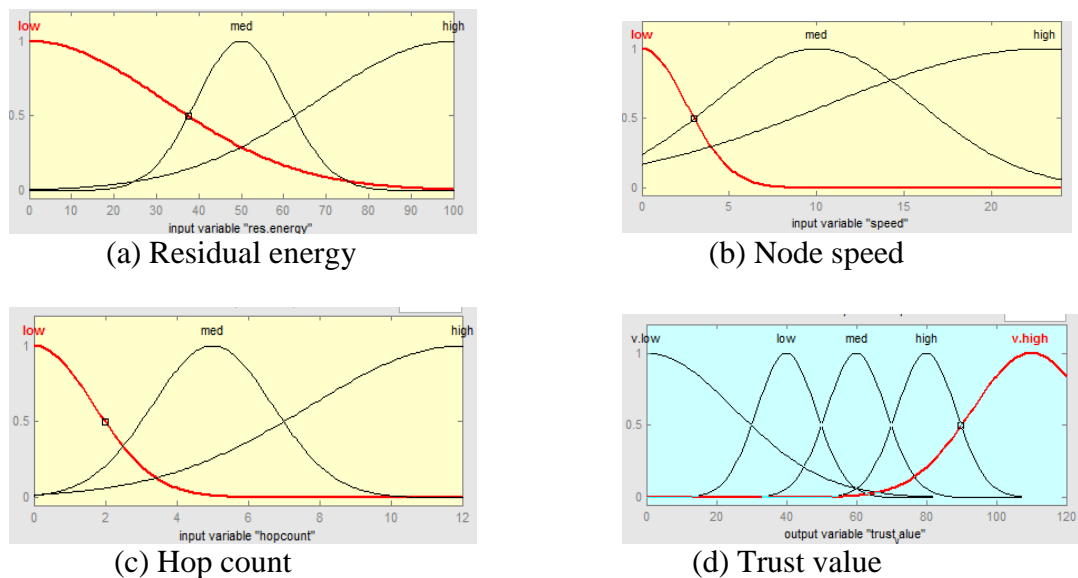 low med high
1
0.5
0
0 10 20 30 40 50 60 70 80 90 100
input variable "res.energy"
(a) Residual energy
low med high
1
0.5
0
0 5 10 15 20
input variable "speed"
(b) Node speed
low med high
1
0.5
0
0 2 4 6 8 10 12
input variable "hopcount"
(c) Hop count
v.low low med high v.high
1
0.5
0
0 20 40 60 80 100 120
output variable "trustvalue"
(d) Trust value